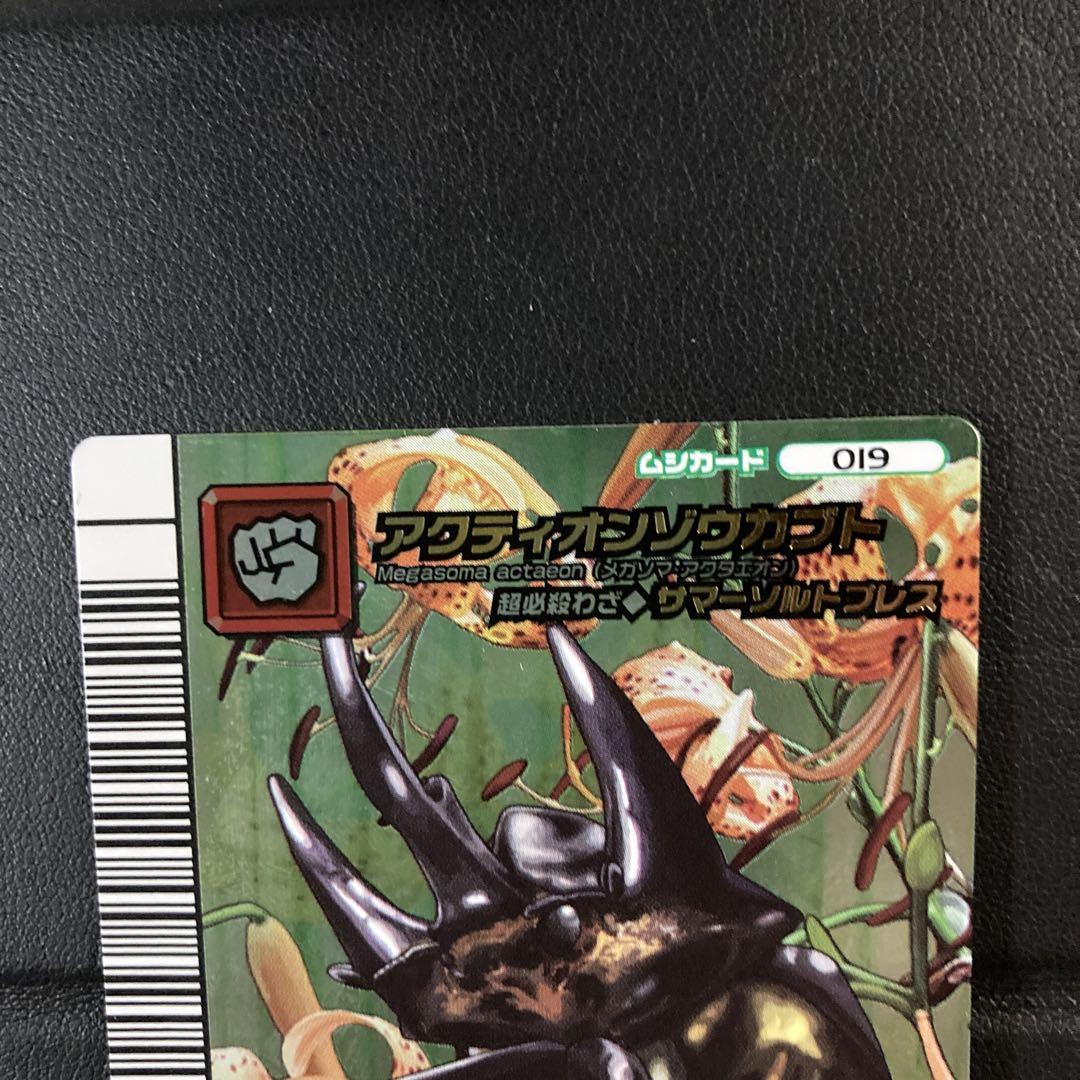 ムシカード 019
アクティオンゾウカブト
Megasoma actaeon (メガソマ・アクタエオン)
超必殺わざ◆サマーソルトプレス